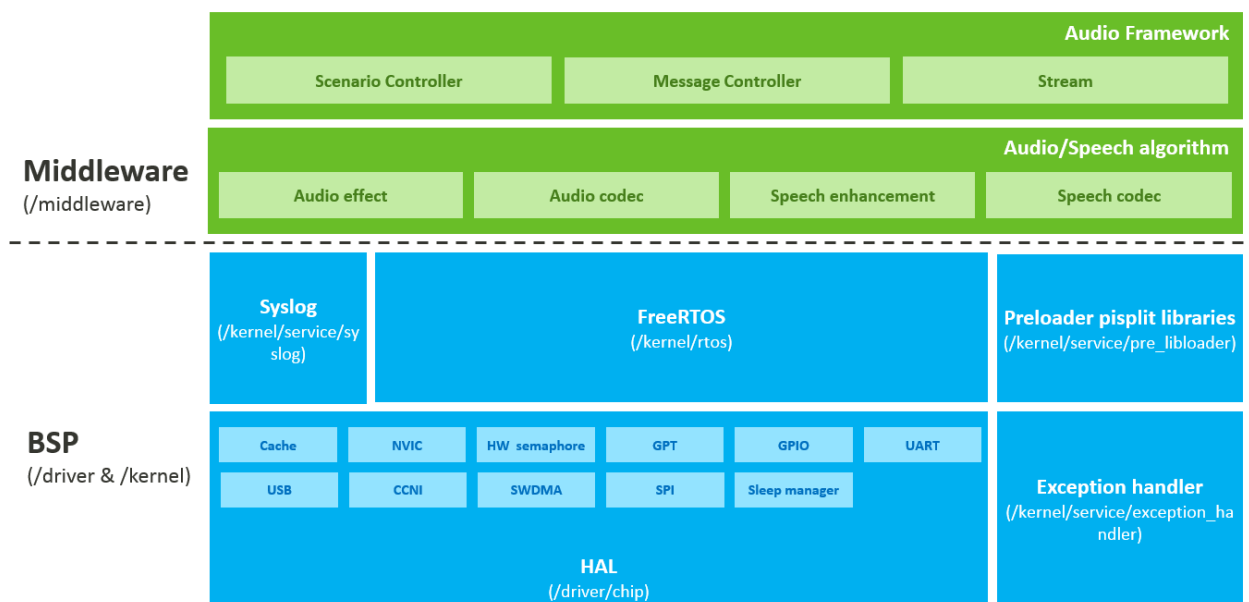 Audio Framework
Scenario Controller
Message Controller
Stream
Middleware
(/middleware)
Audio/Speech algorithm
Audio effect
Audio codec
Speech enhancement
Speech codec
BSP
(/driver & /kernel)
Syslog
(/kernel/service/sy
slog)
FreeRTOS
(/kernel/rtos)
Preloader pisplit libraries
(/kernel/service/pre_libloader)
Cache
NVIC
HW semaphore
GPT
GPIO
UART
USB
CCNI
SWDMA
SPI
Sleep manager
HAL
(/driver/chip)
Exception handler
(/kernel/service/exception_ha
ndler)